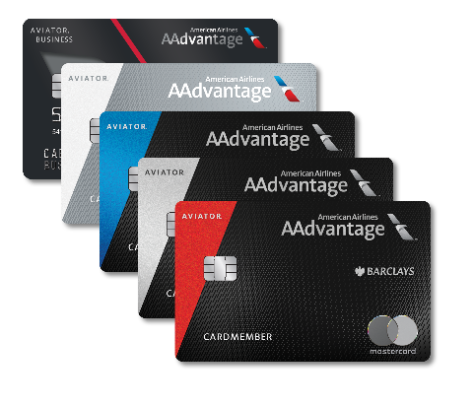 AVIATOR.
BUSINESS
American Airlines
AAdvantage
AVIATOR.
American Airlines
AAdvantage
AVIATOR.
American Airlines
AAdvantage
AVIATOR.
American Airlines
AAdvantage
AVIATOR.
American Airlines
AAdvantage
BARCLAYS
CARDMEMBER
mastercard